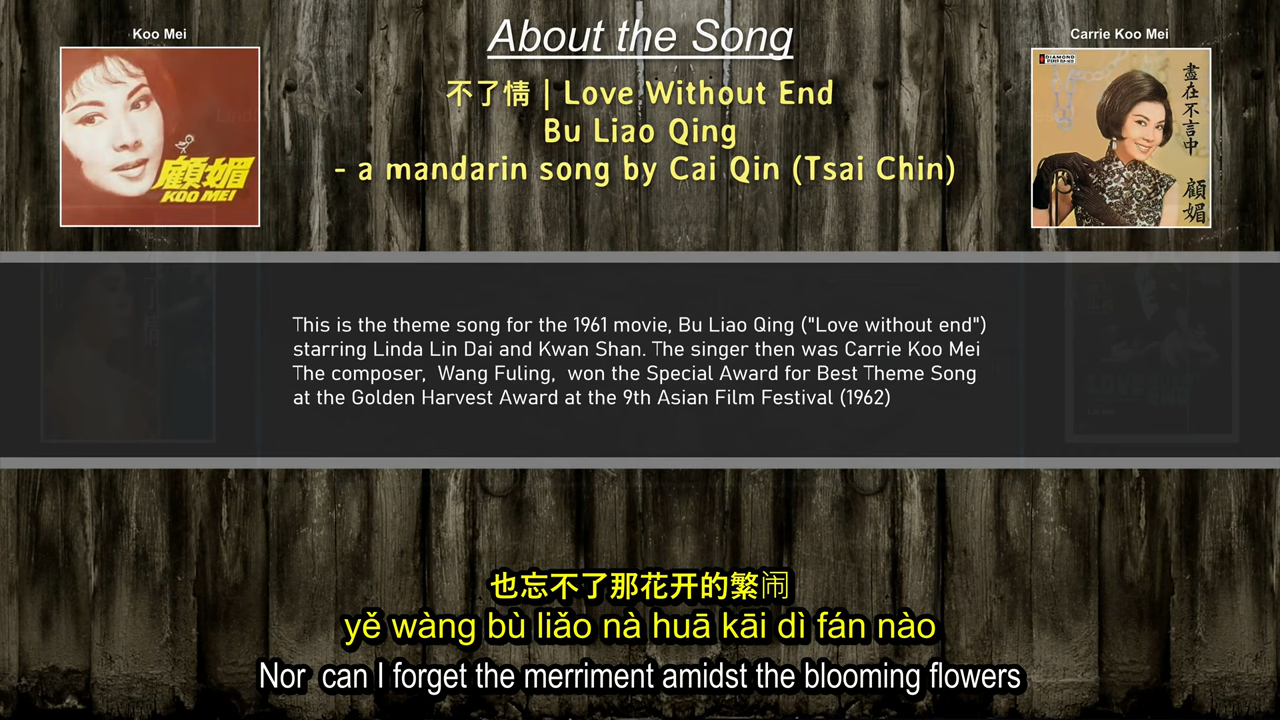 Koo Mei
About the Song
Carrie Koo Mei
顧媚
KOO MEI
DIAMOND
盡在不言中
顧媚
不了情 | Love Without End
Bu Liao Qing
- a mandarin song by Cai Qin (Tsai Chin)
This is the theme song for the 1961 movie, Bu Liao Qing ("Love without end")
starring Linda Lin Dai and Kwan Shan. The singer then was Carrie Koo Mei
The composer,  Wang Fuling,  won the Special Award for Best Theme Song
at the Golden Harvest Award at the 9th Asian Film Festival (1962)
也忘不了那花开的繁闹
yě wàng bù liǎo nà huā kāi dì fán nào
Nor  can I forget the merriment amidst the blooming flowers